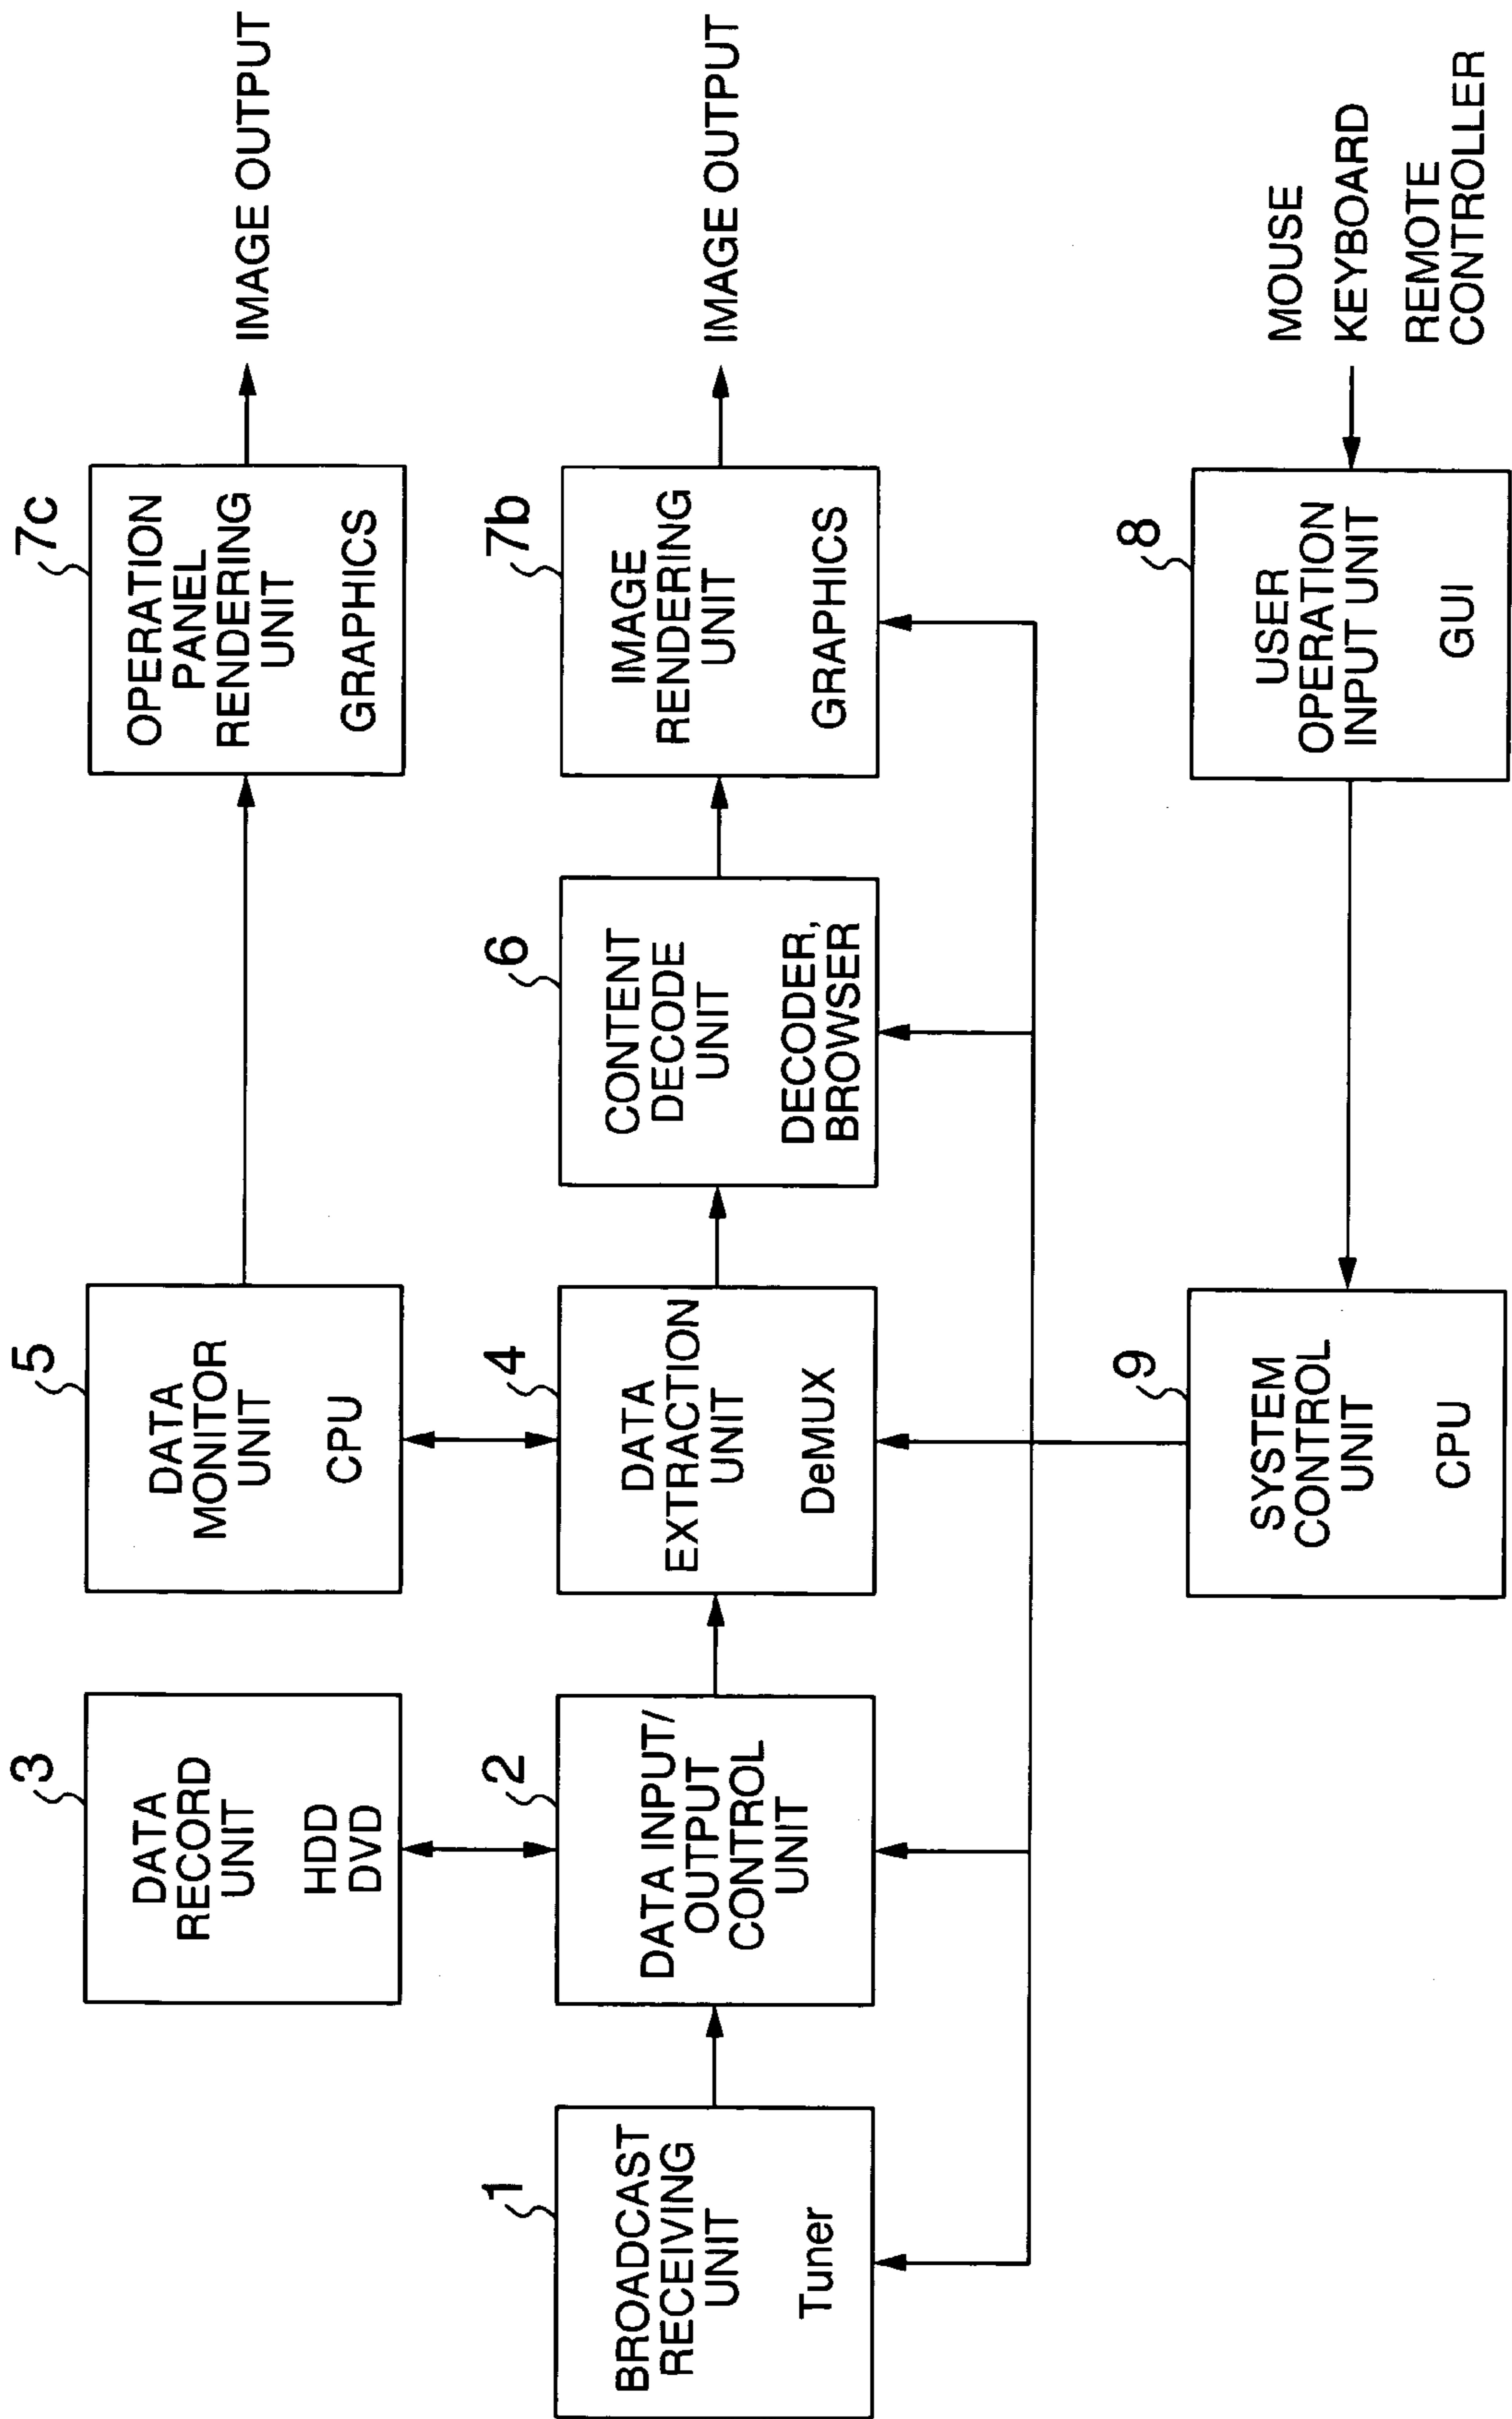 3
DATA
RECORD
UNIT
HDD
DVD
5
DATA
MONITOR
UNIT
CPU
7c
OPERATION
PANEL
RENDERING
UNIT
GRAPHICS
IMAGE OUTPUT
1
BROADCAST
RECEIVING
UNIT
Tuner
2
DATA INPUT/
OUTPUT
CONTROL
UNIT
4
DATA
EXTRACTION
UNIT
DeMUX
6
CONTENT
DECODE
UNIT
DECODER,
BROWSER
7b
IMAGE
RENDERING
UNIT
GRAPHICS
IMAGE OUTPUT
9
SYSTEM
CONTROL
UNIT
CPU
8
USER
OPERATION
INPUT UNIT
GUI
MOUSE
KEYBOARD
REMOTE
CONTROLLER